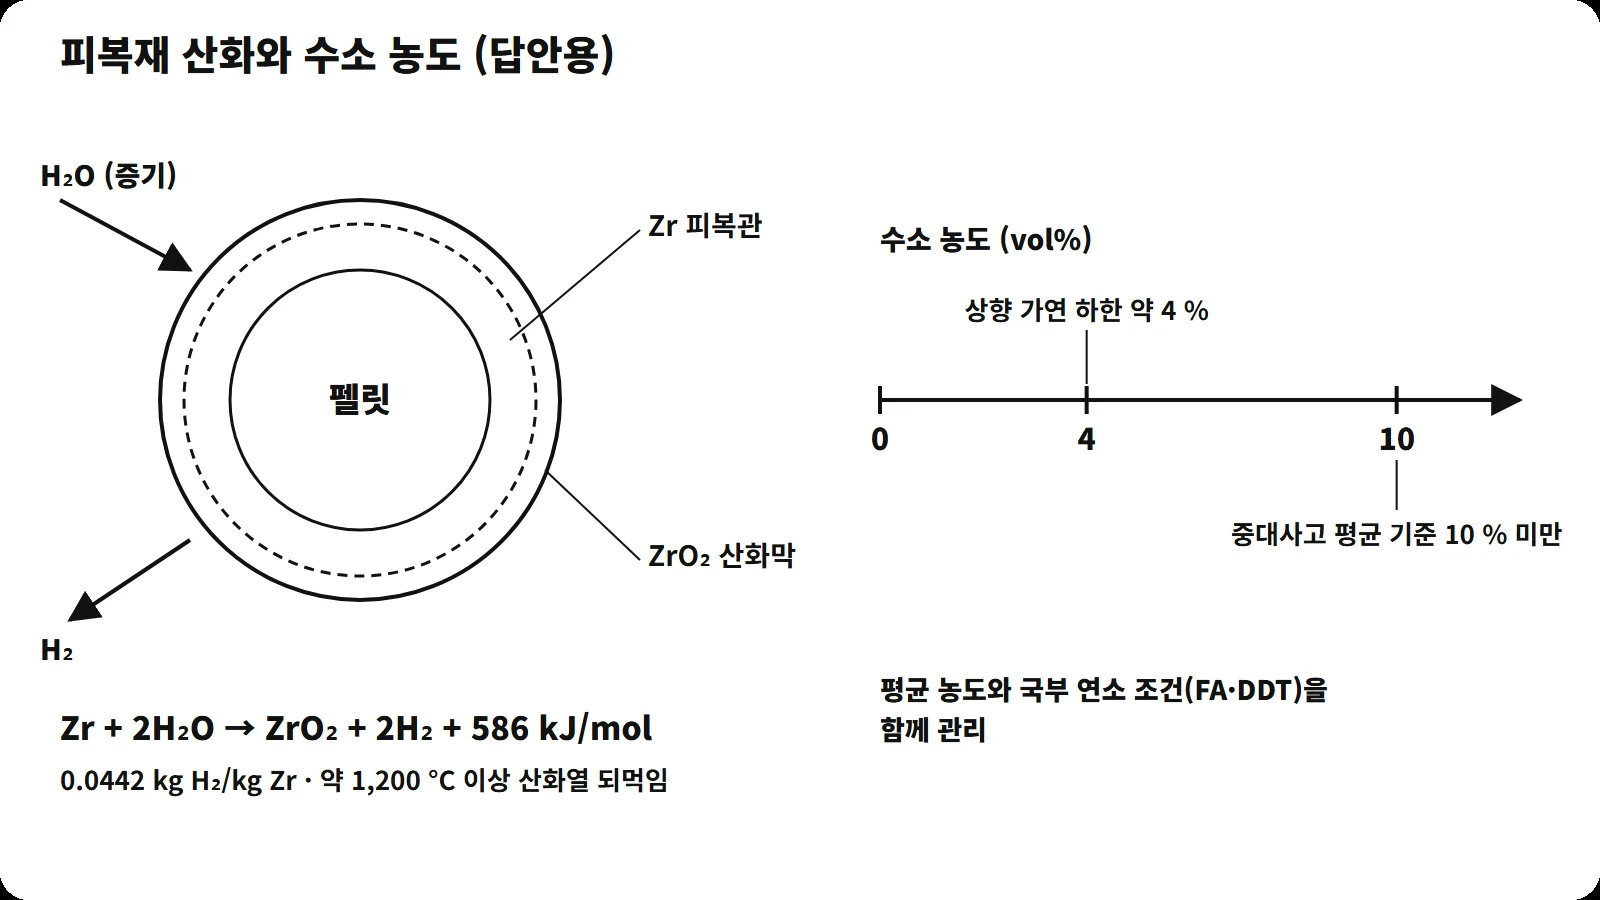 피복재 산화와 수소 농도 (답안용)
H₂O (증기)
Zr 피복관
펠릿
ZrO₂ 산화막
H₂
Zr + 2H₂O → ZrO₂ + 2H₂ + 586 kJ/mol
0.0442 kg H₂/kg Zr · 약 1,200 °C 이상 산화열 되먹임
수소 농도 (vol%)
상향 가연 하한 약 4 %
0 4 10
중대사고 평균 기준 10 % 미만
평균 농도와 국부 연소 조건(FA·DDT)을
함께 관리